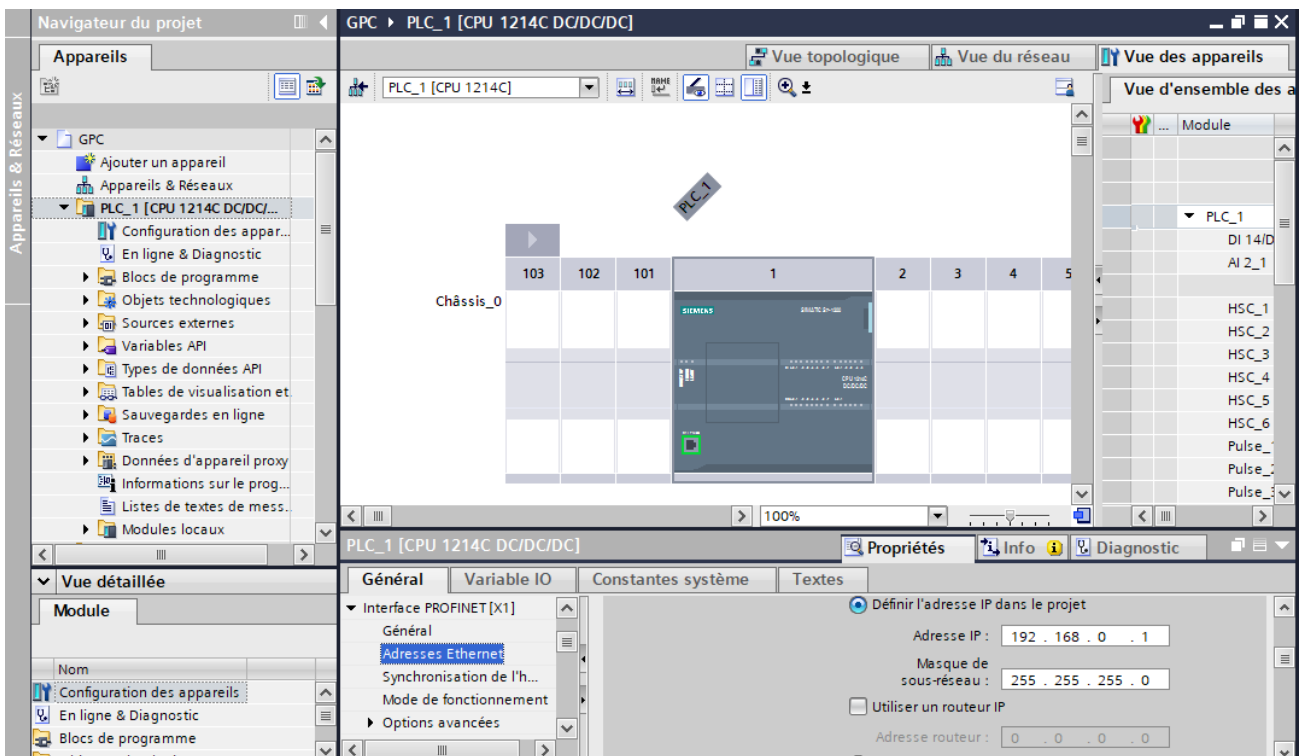 Navigateur du projet
GPC ▸ PLC_1 [CPU 1214C DC/DC/DC]
Appareils
Vue topologique
Vue du réseau
Vue des appareils
Appareils & Réseaux
PLC_1 [CPU 1214C]
Vue d'ensemble des a
... Module
GPC
Ajouter un appareil
Appareils & Réseaux
PLC_1 [CPU 1214C DC/DC/...
Configuration des appar...
En ligne & Diagnostic
Blocs de programme
Objets technologiques
Sources externes
Variables API
Types de données API
Tables de visualisation et
Sauvegardes en ligne
Traces
Données d'appareil proxy
Informations sur le prog...
Listes de textes de mess..
Modules locaux
PLC_1
103 102 101 1 2 3 4 5
Châssis_0
SIEMENS
PLC_1
DI 14/D
AI 2_1
HSC_1
HSC_2
HSC_3
HSC_4
HSC_5
HSC_6
Pulse_1
Pulse_2
Pulse_3
100%
PLC_1 [CPU 1214C DC/DC/DC]
Propriétés
Info
Diagnostic
Vue détaillée
Module
Nom
Configuration des appareils
En ligne & Diagnostic
Blocs de programme
Général
Variable IO
Constantes système
Textes
Interface PROFINET [X1]
Général
Adresses Ethernet
Synchronisation de l'h...
Mode de fonctionnement
Options avancées
Définir l'adresse IP dans le projet
Adresse IP : 192 . 168 . 0 . 1
Masque de
sous-réseau : 255 . 255 . 255 . 0
Utiliser un routeur IP
Adresse routeur : 0 . 0 . 0 . 0